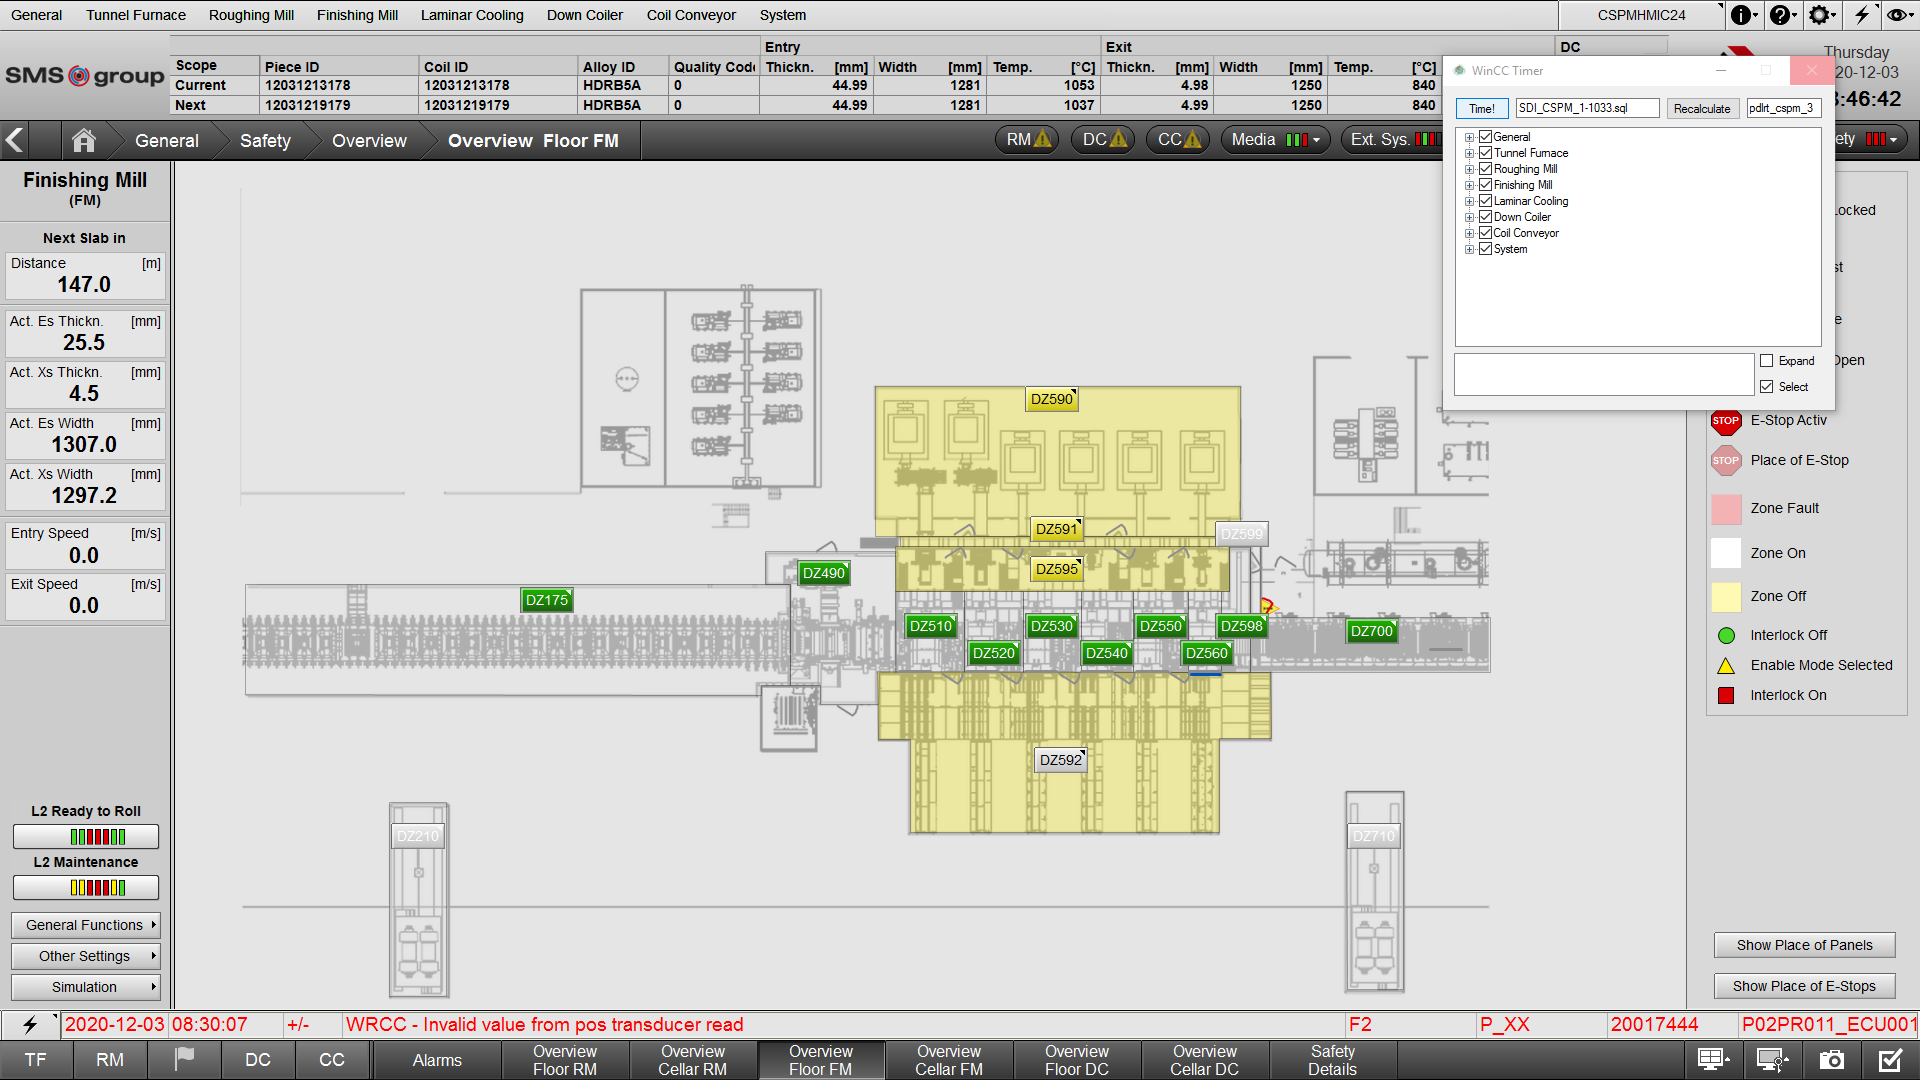 General Tunnel Furnace Roughing Mill Finishing Mill Laminar Cooling Down Coiler Coil Conveyor System CSPMHMIC24
SMS group
Entry Exit DC
Scope Piece ID Coil ID Alloy ID Quality Code Thickn. [mm] Width [mm] Temp. [°C] Thickn. [mm] Width [mm] Temp. [°C]
Current 12031213178 12031213178 HDRB5A 0 44.99 1281 1053 4.98 1250 840
Next 12031219179 12031219179 HDRB5A 0 44.99 1281 1037 4.99 1250 840
Thursday
20-12-03
:46:42
General Safety Overview Overview Floor FM RM DC CC Media Ext. Sys. ety
WinCC Timer
Time! SDI_CSPM_1-1033.sql Recalculate pdlrt_cspm_3
General
Tunnel Furnace
Roughing Mill
Finishing Mill
Laminar Cooling
Down Coiler
Coil Conveyor
System
Expand
Select
Finishing Mill
(FM)
Next Slab in
Distance [m]
147.0
Act. Es Thickn. [mm]
25.5
Act. Xs Thickn. [mm]
4.5
Act. Es Width [mm]
1307.0
Act. Xs Width [mm]
1297.2
Entry Speed [m/s]
0.0
Exit Speed [m/s]
0.0
L2 Ready to Roll
L2 Maintenance
General Functions
Other Settings
Simulation
DZ590
DZ591
DZ599
DZ595
DZ490
DZ175
DZ510 DZ530 DZ550 DZ598 DZ700
DZ520 DZ540 DZ560
DZ592
DZ210 DZ710
ocked
st
e
Open
STOP E-Stop Activ
STOP Place of E-Stop
Zone Fault
Zone On
Zone Off
Interlock Off
Enable Mode Selected
Interlock On
Show Place of Panels
Show Place of E-Stops
2020-12-03 08:30:07 +/- WRCC - Invalid value from pos transducer read F2 P_XX 20017444 P02PR011_ECU001
TF RM DC CC Alarms
Overview Floor RM
Overview Cellar RM
Overview Floor FM
Overview Cellar FM
Overview Floor DC
Overview Cellar DC
Safety Details